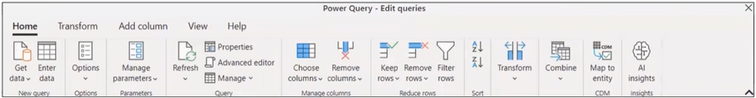 Power Query - Edit queries
Home Transform Add column View Help
Get data Enter data Options Manage parameters Refresh Properties Advanced editor Manage Choose columns Remove columns Keep rows Remove rows Filter rows A Z Z A Transform Combine CDM Map to entity AI insights
New query Options Parameters Query Manage columns Reduce rows Sort CDM Insights